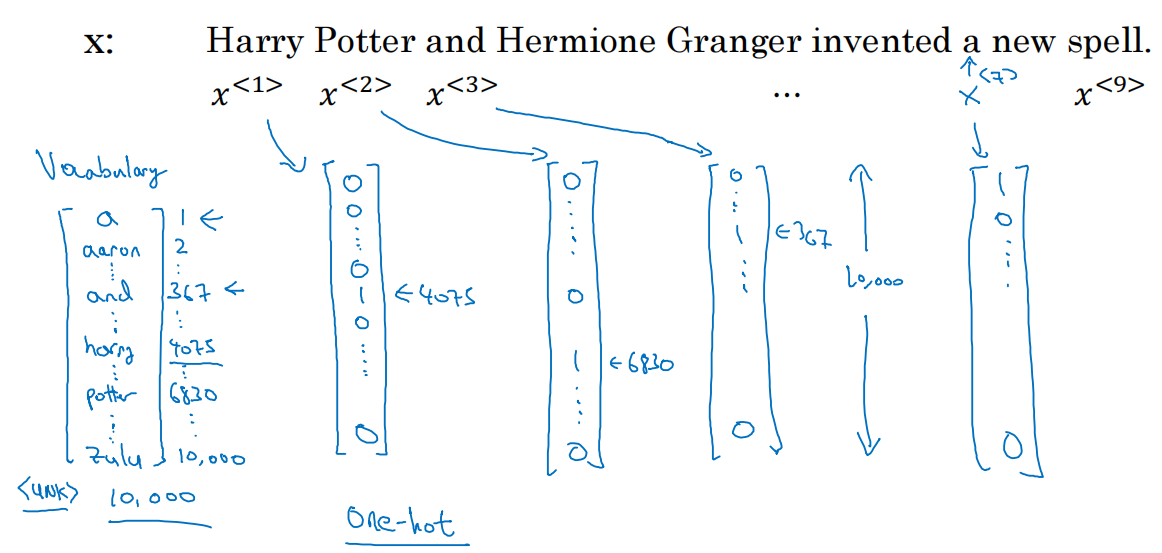 x: Harry Potter and Hermione Granger invented a new spell.
x<1> x<2> x<3> ... x<7> x<9>
Vocabulary
a 1 ←
aaron 2
and 367 ←
harry 4075
potter 6830
zulu 10,000
<UNK> 10,000
0 0 0 1 0 0 ←4075
0 0 1 0 ←6830
0 1 0 ←367
10,000
1 0 0
One-hot